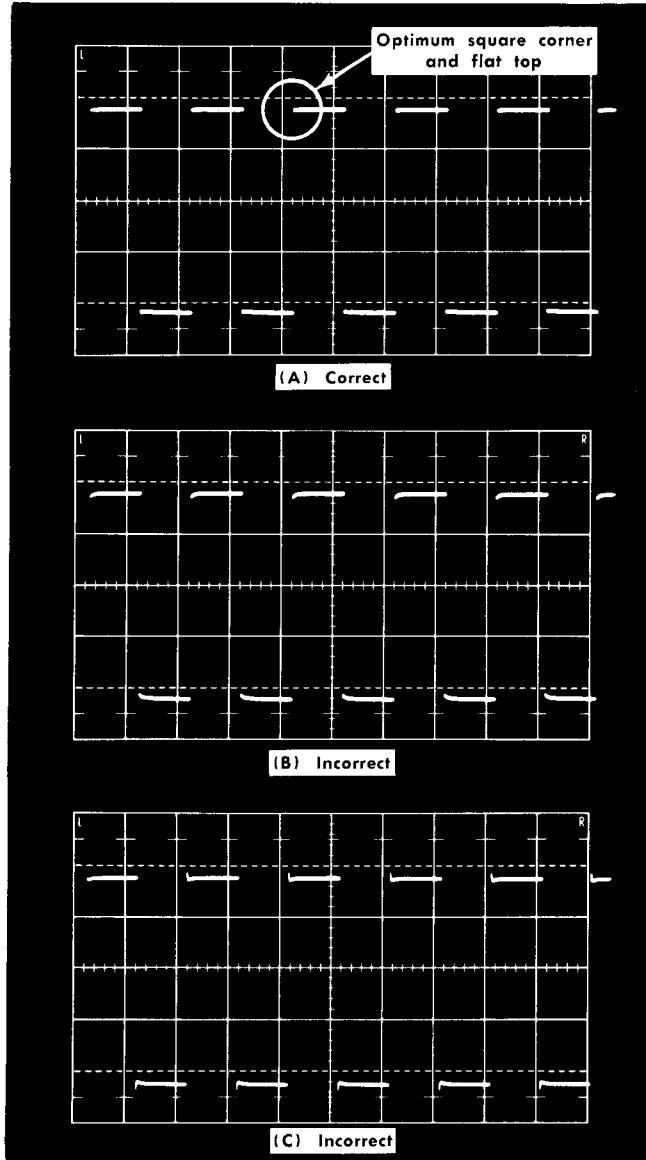 Optimum square corner
and flat top
L
(A) Correct
L R
(B) Incorrect
L R
(C) Incorrect